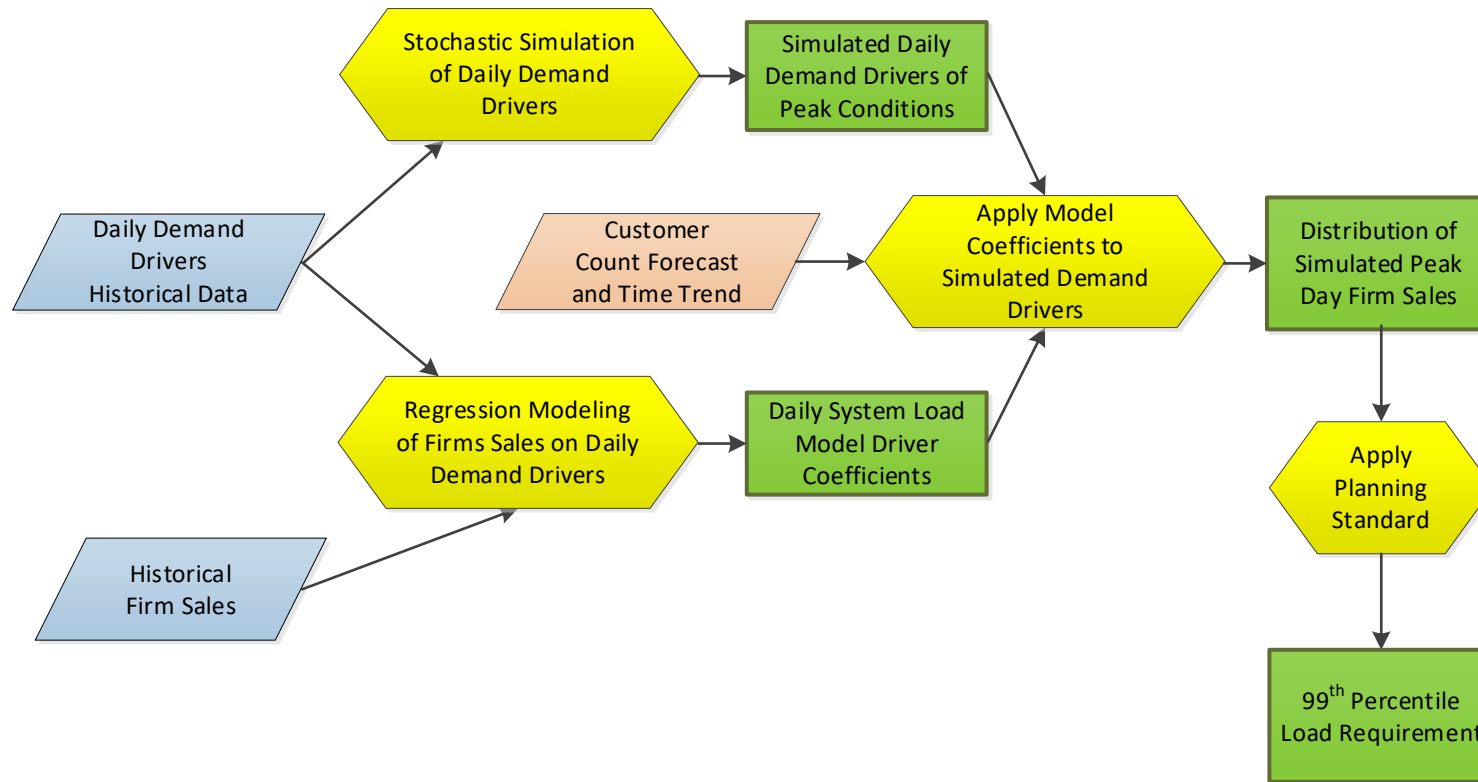 Stochastic Simulation
of Daily Demand
Drivers
Simulated Daily
Demand Drivers of
Peak Conditions
Daily Demand
Drivers
Historical Data
Customer
Count Forecast
and Time Trend
Apply Model
Coefficients to
Simulated Demand
Drivers
Distribution of
Simulated Peak
Day Firm Sales
Regression Modeling
of Firms Sales on Daily
Demand Drivers
Daily System Load
Model Driver
Coefficients
Apply
Planning
Standard
Historical
Firm Sales
99th Percentile
Load Requirement